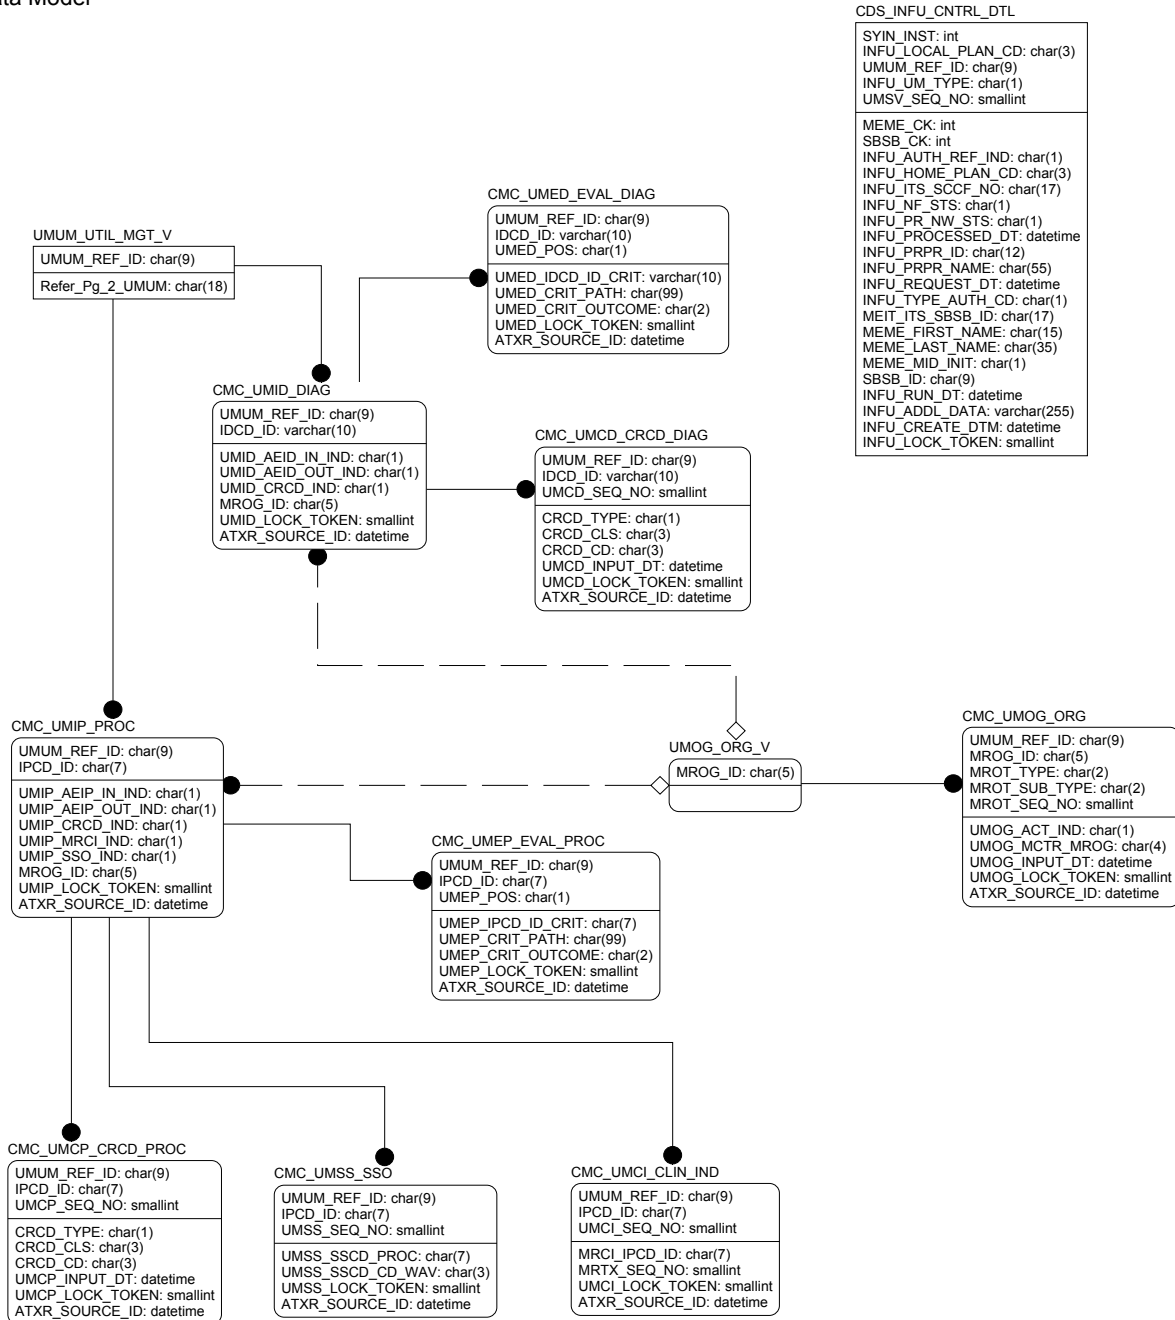 ata Model
CDS_INFU_CNTRL_DTL
SYIN_INST: int
INFU_LOCAL_PLAN_CD: char(3)
UMUM_REF_ID: char(9)
INFU_UM_TYPE: char(1)
UMSV_SEQ_NO: smallint
MEME_CK: int
SBSB_CK: int
INFU_AUTH_REF_IND: char(1)
INFU_HOME_PLAN_CD: char(3)
INFU_ITS_SCCF_NO: char(17)
INFU_NF_STS: char(1)
INFU_PR_NW_STS: char(1)
INFU_PROCESSED_DT: datetime
INFU_PRPR_ID: char(12)
INFU_PRPR_NAME: char(55)
INFU_REQUEST_DT: datetime
INFU_TYPE_AUTH_CD: char(1)
MEIT_ITS_SBSB_ID: char(17)
MEME_FIRST_NAME: char(15)
MEME_LAST_NAME: char(35)
MEME_MID_INIT: char(1)
SBSB_ID: char(9)
INFU_RUN_DT: datetime
INFU_ADDL_DATA: varchar(255)
INFU_CREATE_DTM: datetime
INFU_LOCK_TOKEN: smallint
CMC_UMED_EVAL_DIAG
UMUM_REF_ID: char(9)
IDCD_ID: varchar(10)
UMED_POS: char(1)
UMED_IDCD_ID_CRIT: varchar(10)
UMED_CRIT_PATH: char(99)
UMED_CRIT_OUTCOME: char(2)
UMED_LOCK_TOKEN: smallint
ATXR_SOURCE_ID: datetime
UMUM_UTIL_MGT_V
UMUM_REF_ID: char(9)
Refer_Pg_2_UMUM: char(18)
CMC_UMID_DIAG
UMUM_REF_ID: char(9)
IDCD_ID: varchar(10)
UMID_AEID_IN_IND: char(1)
UMID_AEID_OUT_IND: char(1)
UMID_CRCD_IND: char(1)
MROG_ID: char(5)
UMID_LOCK_TOKEN: smallint
ATXR_SOURCE_ID: datetime
CMC_UMCD_CRCD_DIAG
UMUM_REF_ID: char(9)
IDCD_ID: varchar(10)
UMCD_SEQ_NO: smallint
CRCD_TYPE: char(1)
CRCD_CLS: char(3)
CRCD_CD: char(3)
UMCD_INPUT_DT: datetime
UMCD_LOCK_TOKEN: smallint
ATXR_SOURCE_ID: datetime
CMC_UMIP_PROC
UMUM_REF_ID: char(9)
IPCD_ID: char(7)
UMIP_AEIP_IN_IND: char(1)
UMIP_AEIP_OUT_IND: char(1)
UMIP_CRCD_IND: char(1)
UMIP_MRCI_IND: char(1)
UMIP_SSO_IND: char(1)
MROG_ID: char(5)
UMIP_LOCK_TOKEN: smallint
ATXR_SOURCE_ID: datetime
UMOG_ORG_V
MROG_ID: char(5)
CMC_UMOG_ORG
UMUM_REF_ID: char(9)
MROG_ID: char(5)
MROT_TYPE: char(2)
MROT_SUB_TYPE: char(2)
MROT_SEQ_NO: smallint
UMOG_ACT_IND: char(1)
UMOG_MCTR_MROG: char(4)
UMOG_INPUT_DT: datetime
UMOG_LOCK_TOKEN: smallint
ATXR_SOURCE_ID: datetime
CMC_UMEP_EVAL_PROC
UMUM_REF_ID: char(9)
IPCD_ID: char(7)
UMEP_POS: char(1)
UMEP_IPCD_ID_CRIT: char(7)
UMEP_CRIT_PATH: char(99)
UMEP_CRIT_OUTCOME: char(2)
UMEP_LOCK_TOKEN: smallint
ATXR_SOURCE_ID: datetime
CMC_UMCP_CRCD_PROC
UMUM_REF_ID: char(9)
IPCD_ID: char(7)
UMCP_SEQ_NO: smallint
CRCD_TYPE: char(1)
CRCD_CLS: char(3)
CRCD_CD: char(3)
UMCP_INPUT_DT: datetime
UMCP_LOCK_TOKEN: smallint
ATXR_SOURCE_ID: datetime
CMC_UMSS_SSO
UMUM_REF_ID: char(9)
IPCD_ID: char(7)
UMSS_SEQ_NO: smallint
UMSS_SSCD_PROC: char(7)
UMSS_SSCD_CD_WAV: char(3)
UMSS_LOCK_TOKEN: smallint
ATXR_SOURCE_ID: datetime
CMC_UMCI_CLIN_IND
UMUM_REF_ID: char(9)
IPCD_ID: char(7)
UMCI_SEQ_NO: smallint
MRCI_IPCD_ID: char(7)
MRTX_SEQ_NO: smallint
UMCI_LOCK_TOKEN: smallint
ATXR_SOURCE_ID: datetime